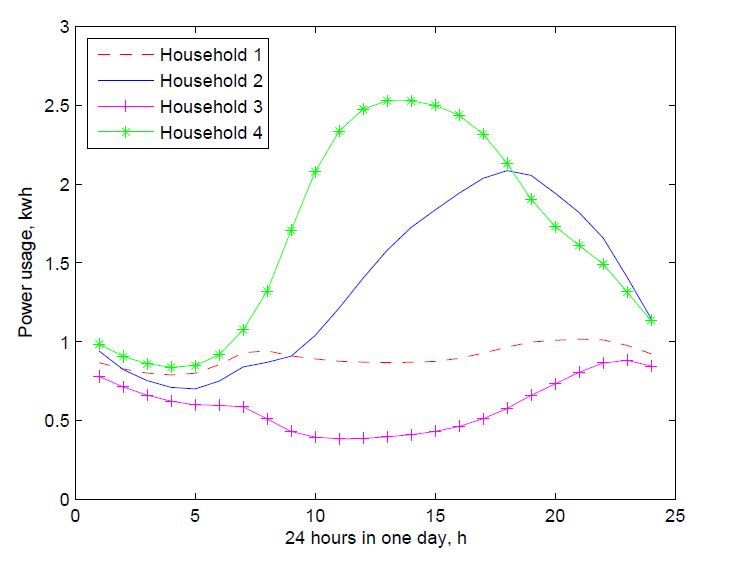 3
Household 1
Household 2
Household 3
Household 4
2.5
2
1.5
1
0.5
0
Power usage, kwh
0 5 10 15 20 25
24 hours in one day, h